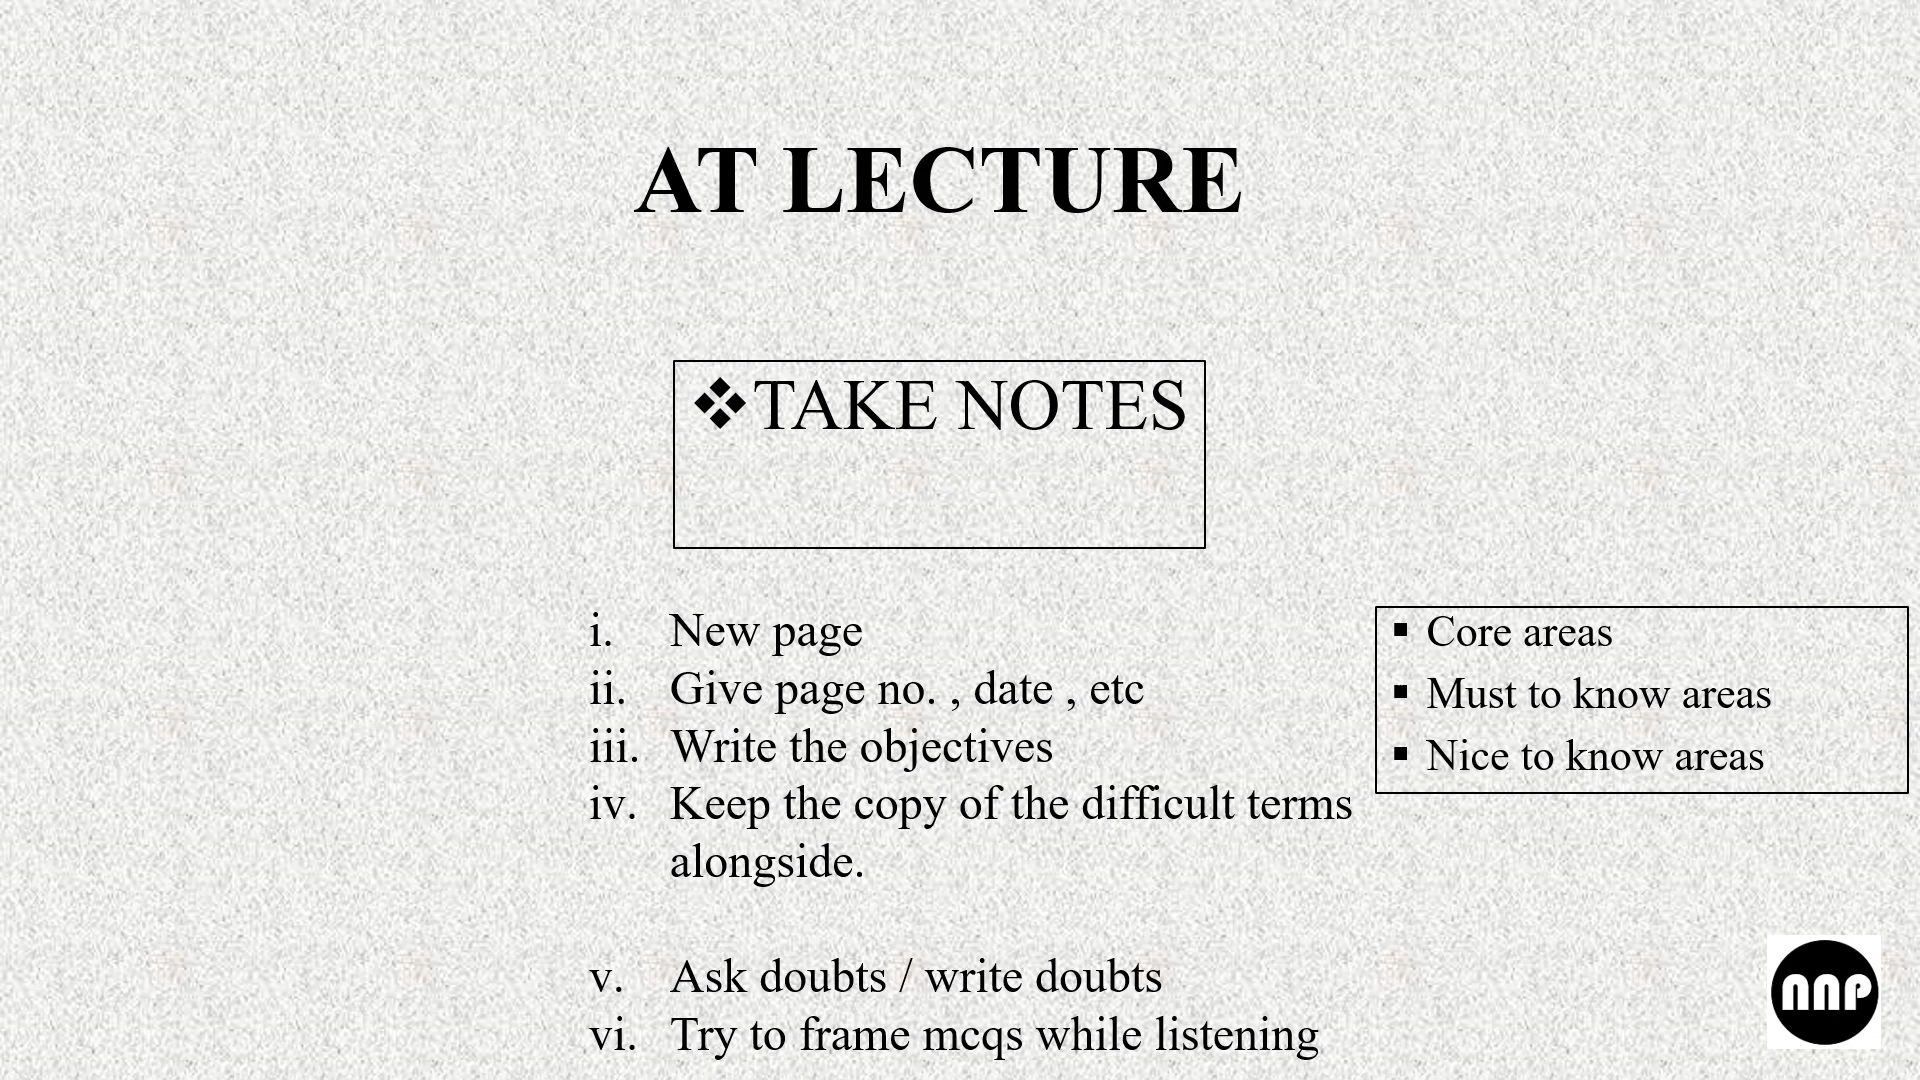 AT LECTURE
❖TAKE NOTES
i. New page
ii. Give page no. , date , etc
iii. Write the objectives
iv. Keep the copy of the difficult terms
alongside.
v. Ask doubts / write doubts
vi. Try to frame mcqs while listening
▪ Core areas
▪ Must to know areas
▪ Nice to know areas
nnp